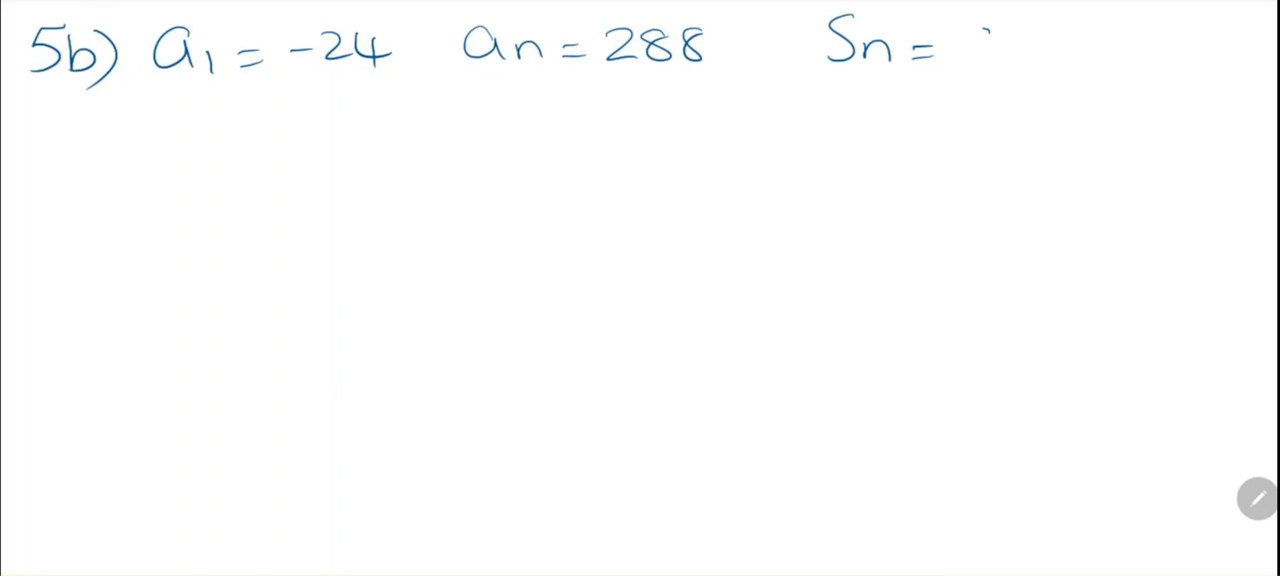 5b) a₁ = -24 an = 288 Sn =